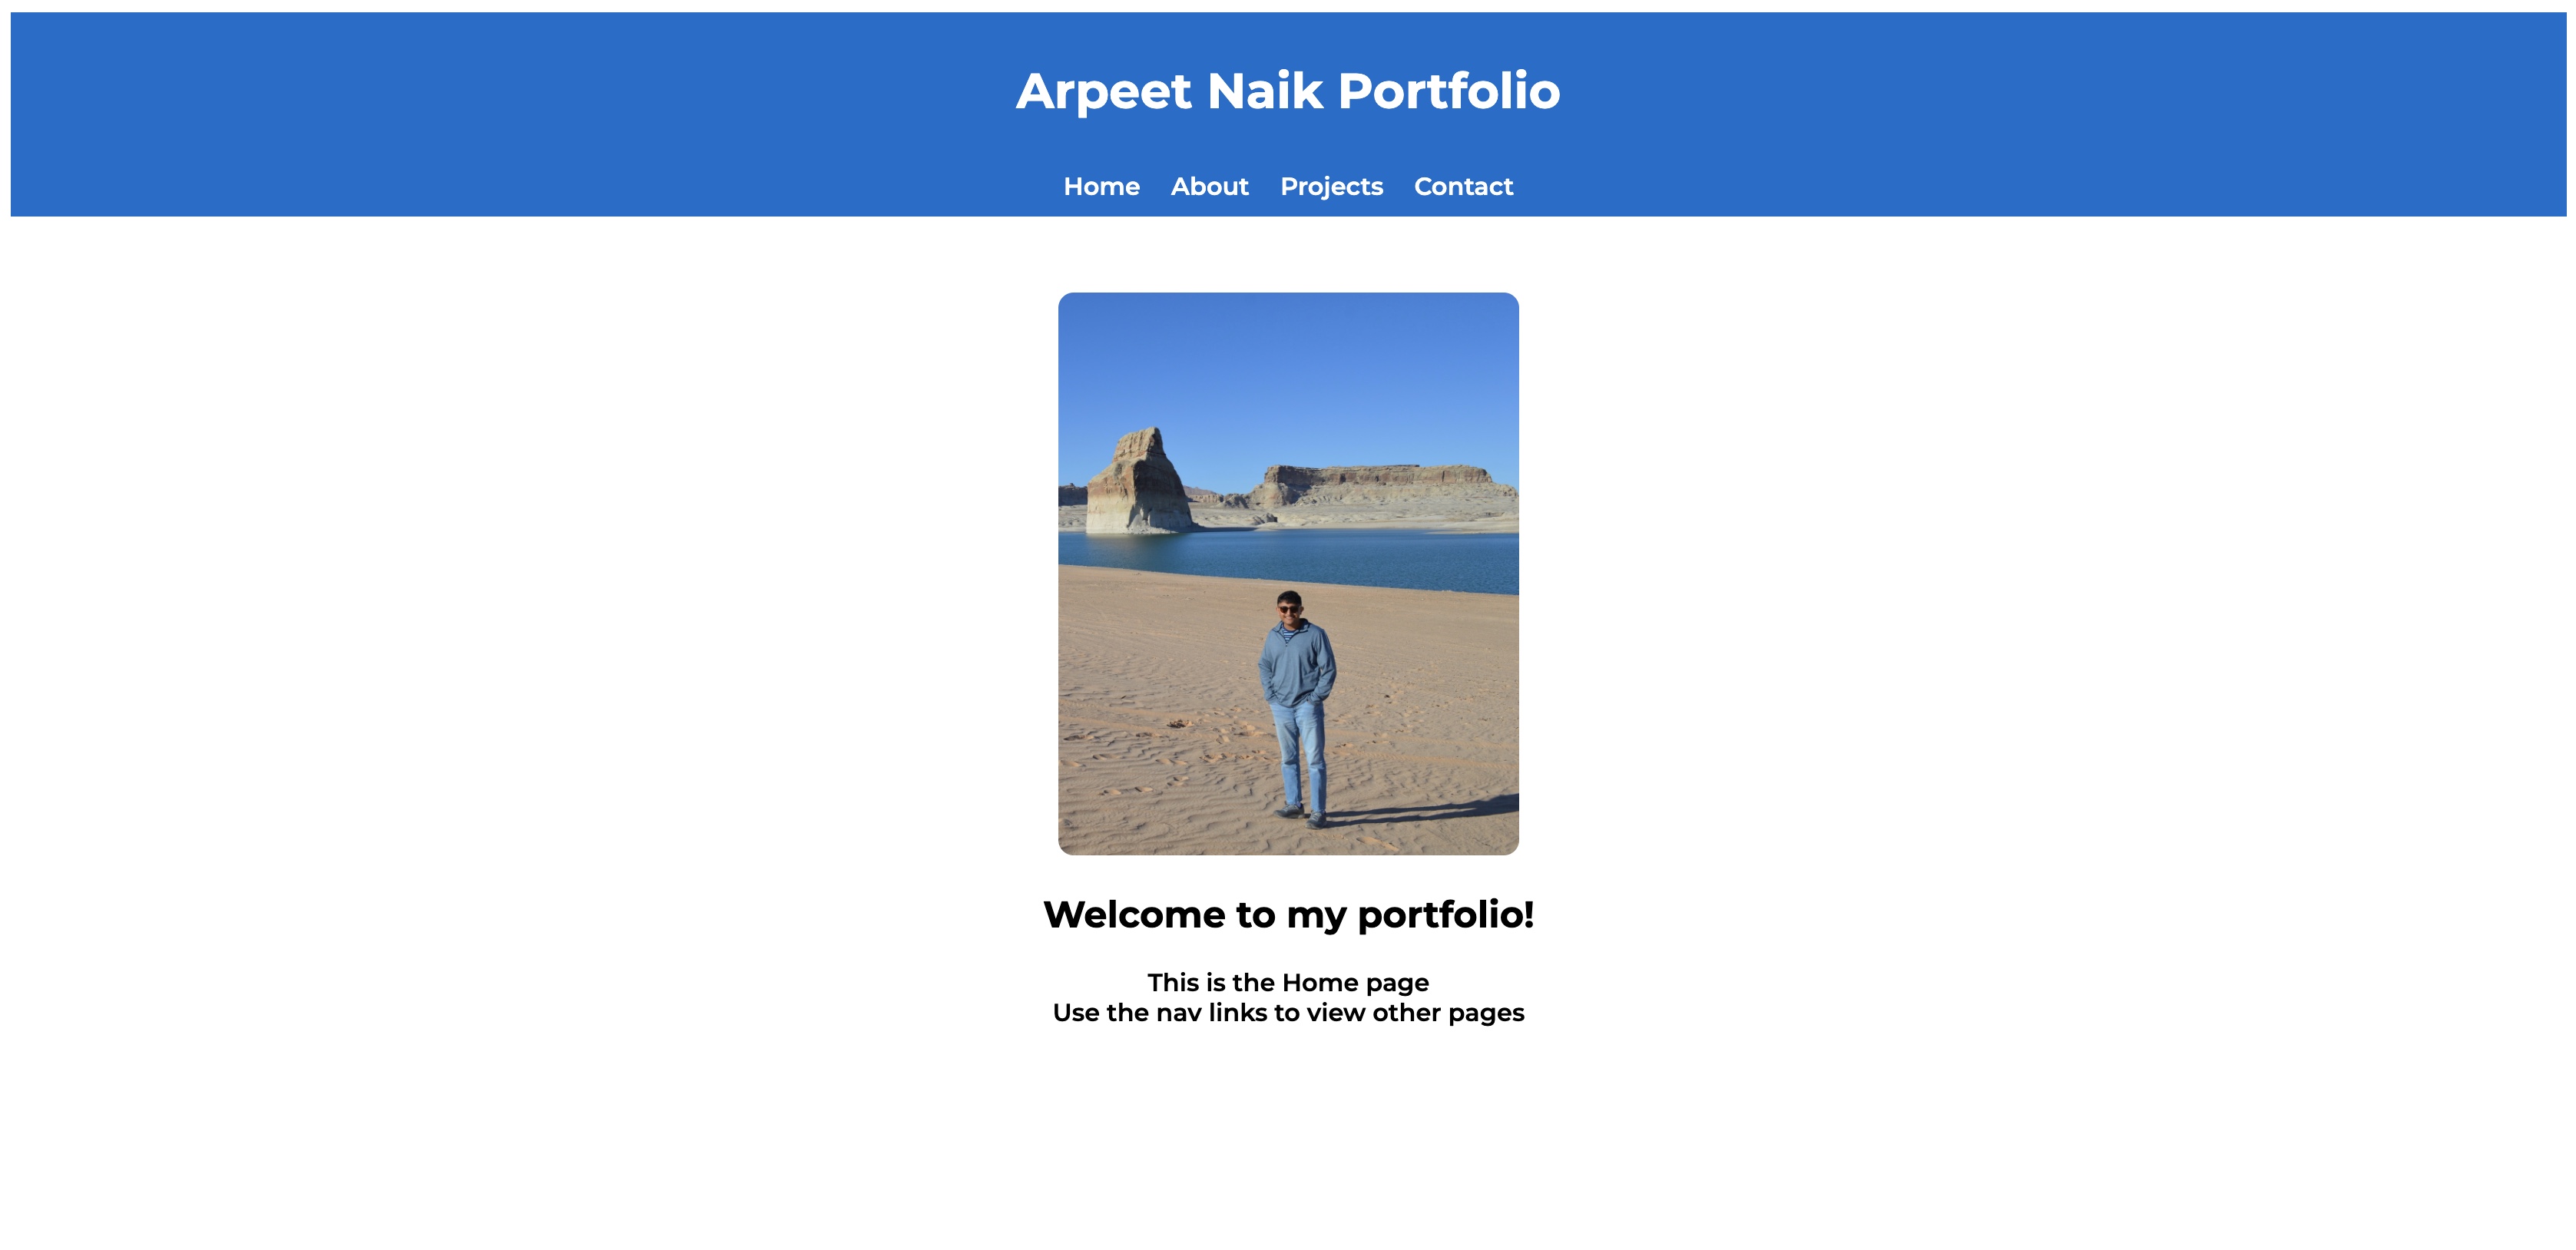 Arpeet Naik Portfolio
Home About Projects Contact
Welcome to my portfolio!
This is the Home page
Use the nav links to view other pages